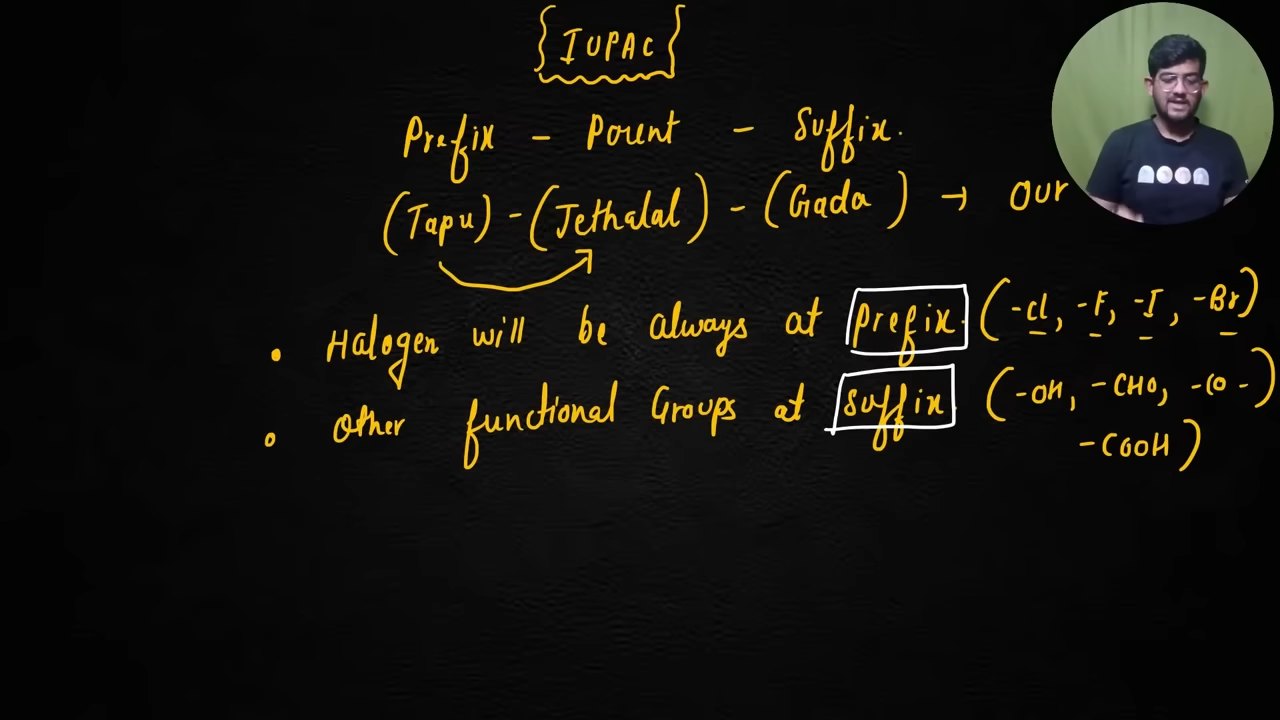 {IUPAC}
Prefix - Parent - Suffix.
(Tapu) - (Jethalal) - (Gada) → Our
• Halogen will be always at Prefix. (-Cl, -F, -I, -Br)
• Other functional Groups at Suffix. (-OH, -CHO, -CO-, -COOH)
noon